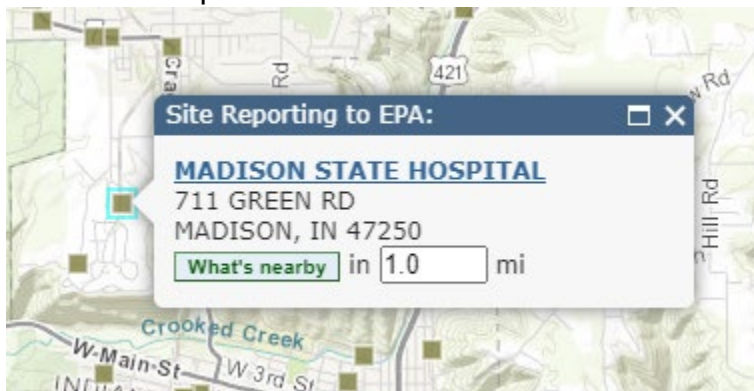 Rd
421
Rd
Site Reporting to EPA:
MADISON STATE HOSPITAL
711 GREEN RD
MADISON, IN 47250
What's nearby in 1.0 mi
Hill Rd
Crooked Creek
W-Main-St
W 3rd St